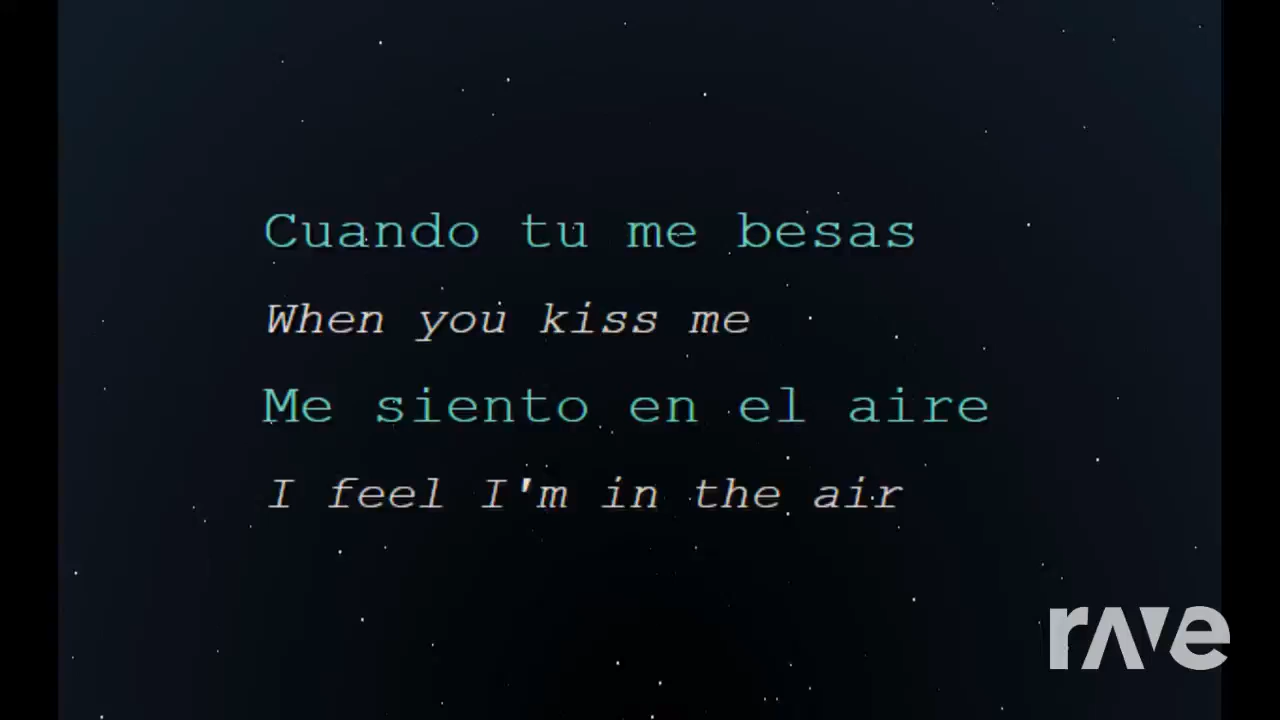 Cuando tu me besas
When you kiss me
Me siento en el aire
I feel I'm in the air
rave